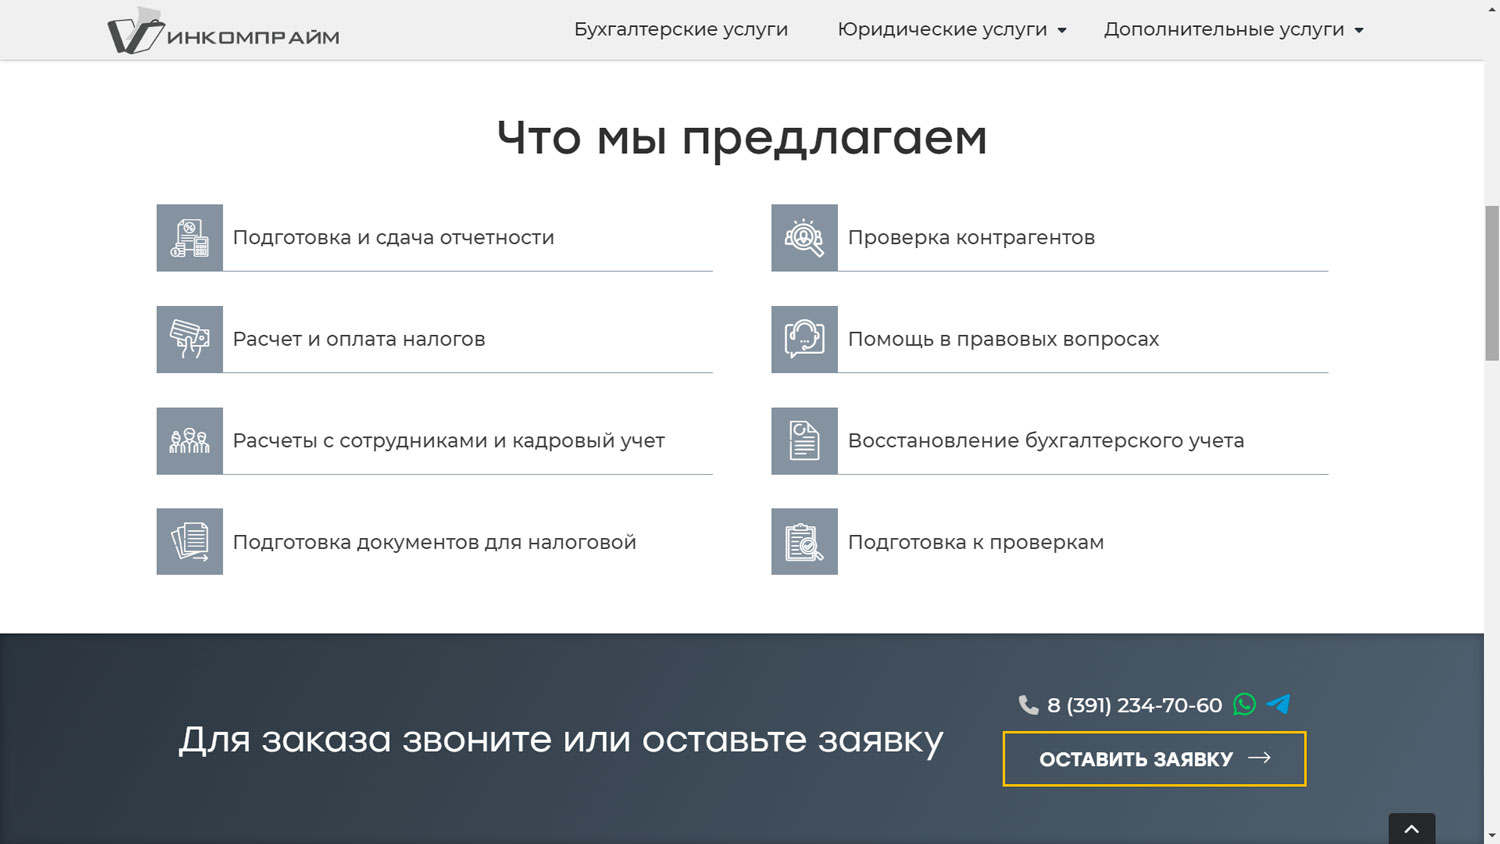 ИНКОМПРАЙМ
Бухгалтерские услуги
Юридические услуги
Дополнительные услуги
Что мы предлагаем
Подготовка и сдача отчетности
Проверка контрагентов
Расчет и оплата налогов
Помощь в правовых вопросах
Расчеты с сотрудниками и кадровый учет
Восстановление бухгалтерского учета
Подготовка документов для налоговой
Подготовка к проверкам
Для заказа звоните или оставьте заявку
8 (391) 234-70-60
ОСТАВИТЬ ЗАЯВКУ